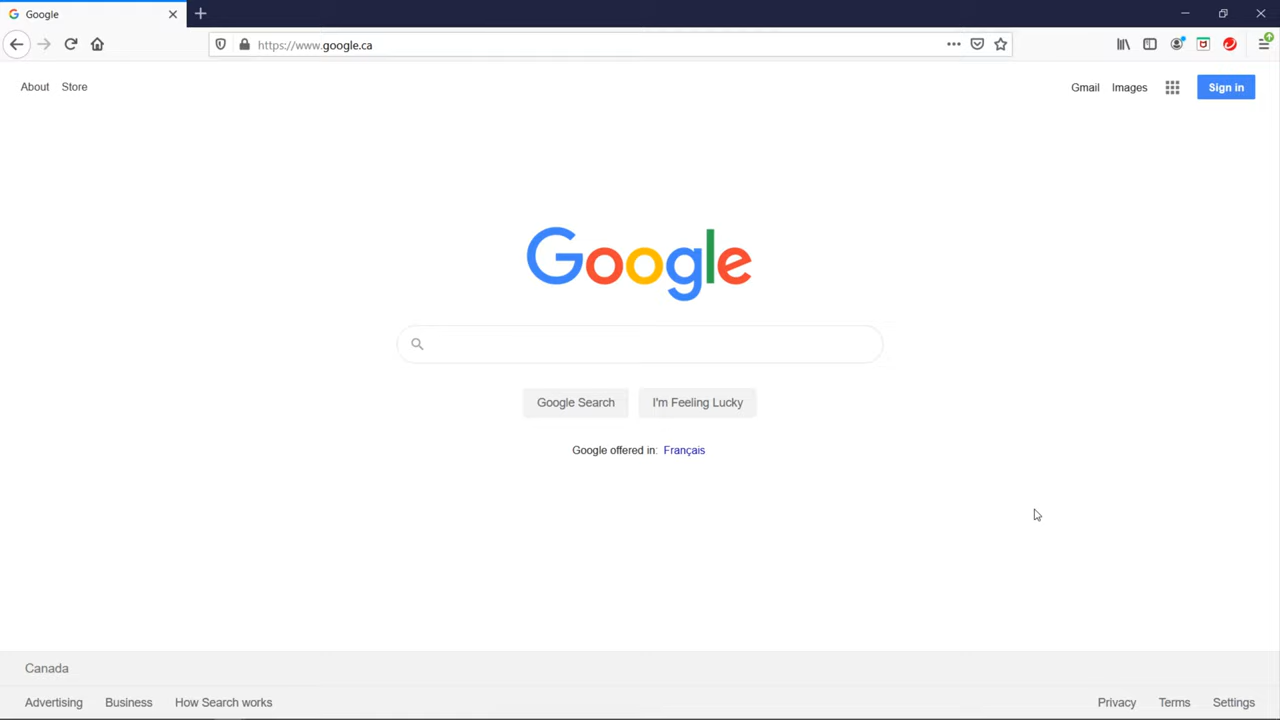 Google
https://www.google.ca
About Store
Gmail Images Sign in
Google
Google Search I'm Feeling Lucky
Google offered in: Français
Canada
Advertising Business How Search works
Privacy Terms Settings